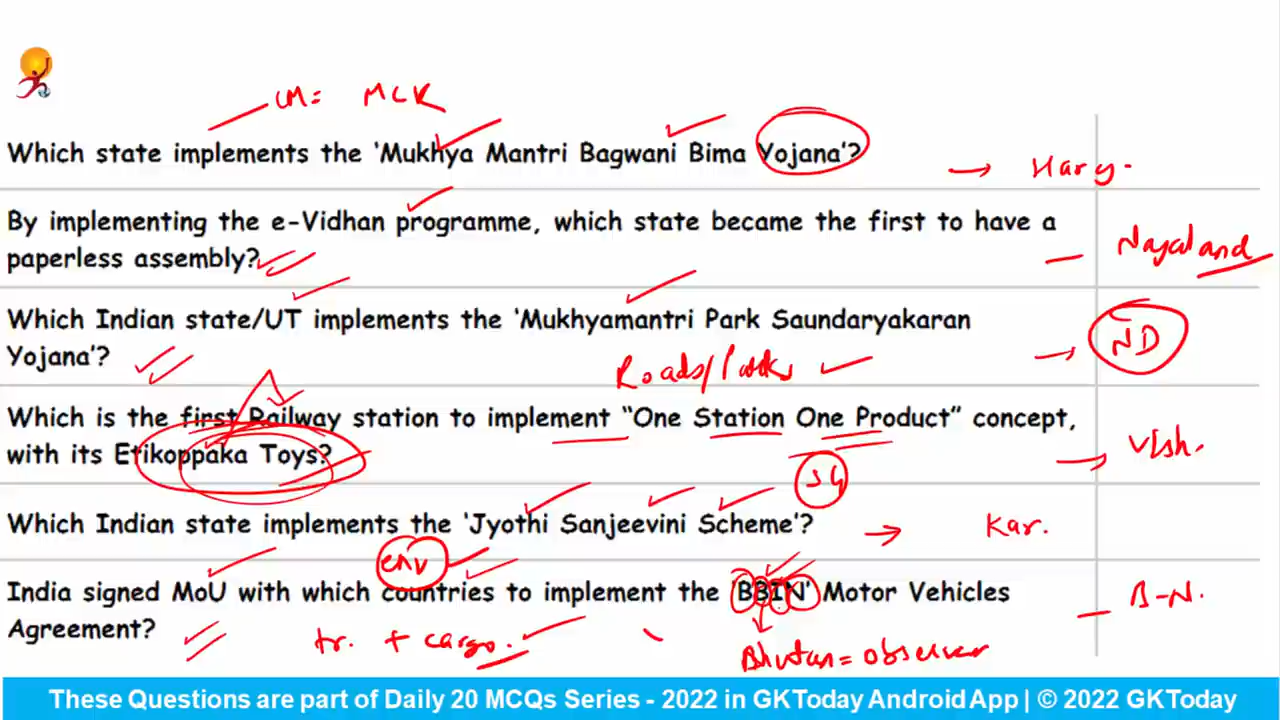 CM= MLK
Which state implements the 'Mukhya Mantri Bagwani Bima Yojana'?
→ Hary.
By implementing the e-Vidhan programme, which state became the first to have a
paperless assembly?
- Nagaland
Which Indian state/UT implements the 'Mukhyamantri Park Saundaryakaran
Yojana'?
→ ND
Roads/Parks
Which is the first Railway station to implement "One Station One Product" concept,
with its Etikoppaka Toys?
→ Vish.
Which Indian state implements the 'Jyothi Sanjeevini Scheme'?
→ Kar.
India signed MoU with which countries to implement the 'BBIN' Motor Vehicles
Agreement?
- B-N.
tr. + cargo.
Bhutan = observer
These Questions are part of Daily 20 MCQs Series - 2022 in GKToday Android App | © 2022 GKToday